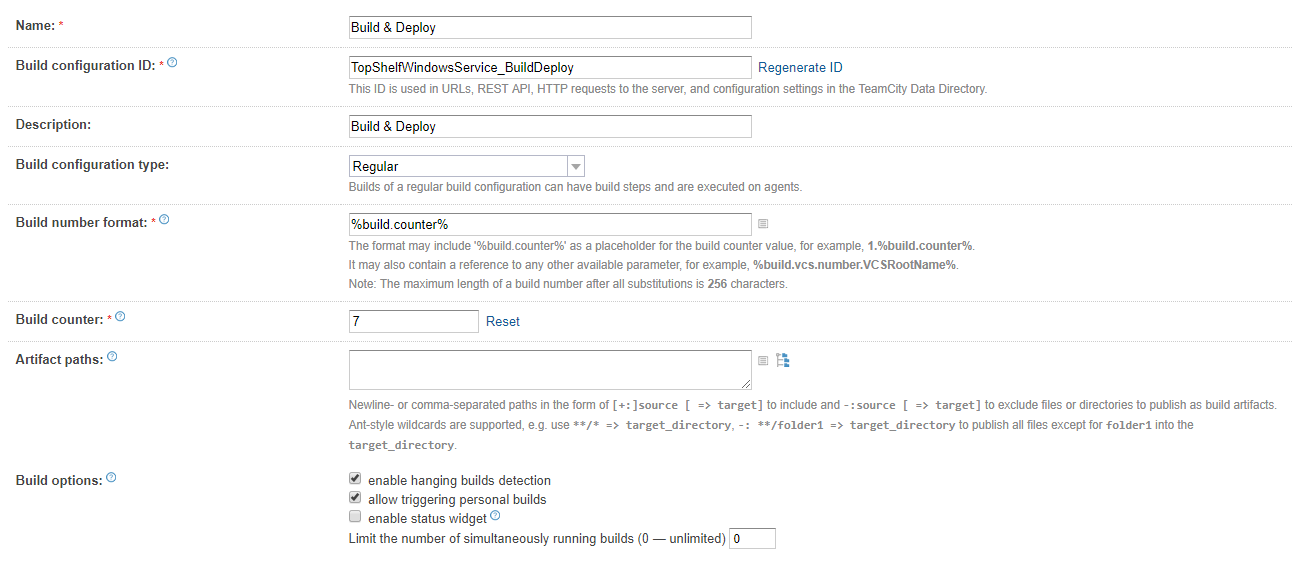 Name: *
Build & Deploy
Build configuration ID: * ?
TopShelfWindowsService_BuildDeploy
Regenerate ID
This ID is used in URLs, REST API, HTTP requests to the server, and configuration settings in the TeamCity Data Directory.
Description:
Build & Deploy
Build configuration type:
Regular
Builds of a regular build configuration can have build steps and are executed on agents.
Build number format: * ?
%build.counter%
The format may include '%build.counter%' as a placeholder for the build counter value, for example, 1.%build.counter%.
It may also contain a reference to any other available parameter, for example, %build.vcs.number.VCSRootName%.
Note: The maximum length of a build number after all substitutions is 256 characters.
Build counter: * ?
7
Reset
Artifact paths: ?
Newline- or comma-separated paths in the form of [+:]source [ => target] to include and -:source [ => target] to exclude files or directories to publish as build artifacts.
Ant-style wildcards are supported, e.g. use **/* => target_directory, -: **/folder1 => target_directory to publish all files except for folder1 into the
target_directory.
Build options: ?
enable hanging builds detection
allow triggering personal builds
enable status widget ?
Limit the number of simultaneously running builds (0 — unlimited) 0